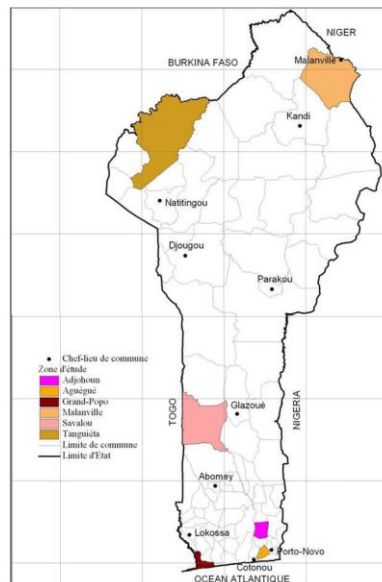 NIGER
BURKINA FASO
Malanville
Kandi
Natitingou
Djougou
Parakou
Chef-lieu de commune
Zone d'étude
Adjohoun
Aguégué
Grand-Popo
Malanville
Savalou
Tanguiéta
Limite de commune
Limite d'Etat
TOGO
Glazoué
NIGERIA
Abomey
Lokossa
Porto-Novo
Cotonou
OCEAN ATLANTIQUE